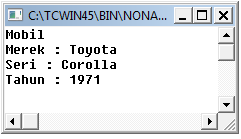 C:\TCWIN45\BIN\NONA...
Mobil
Merek : Toyota
Seri : Corolla
Tahun : 1971